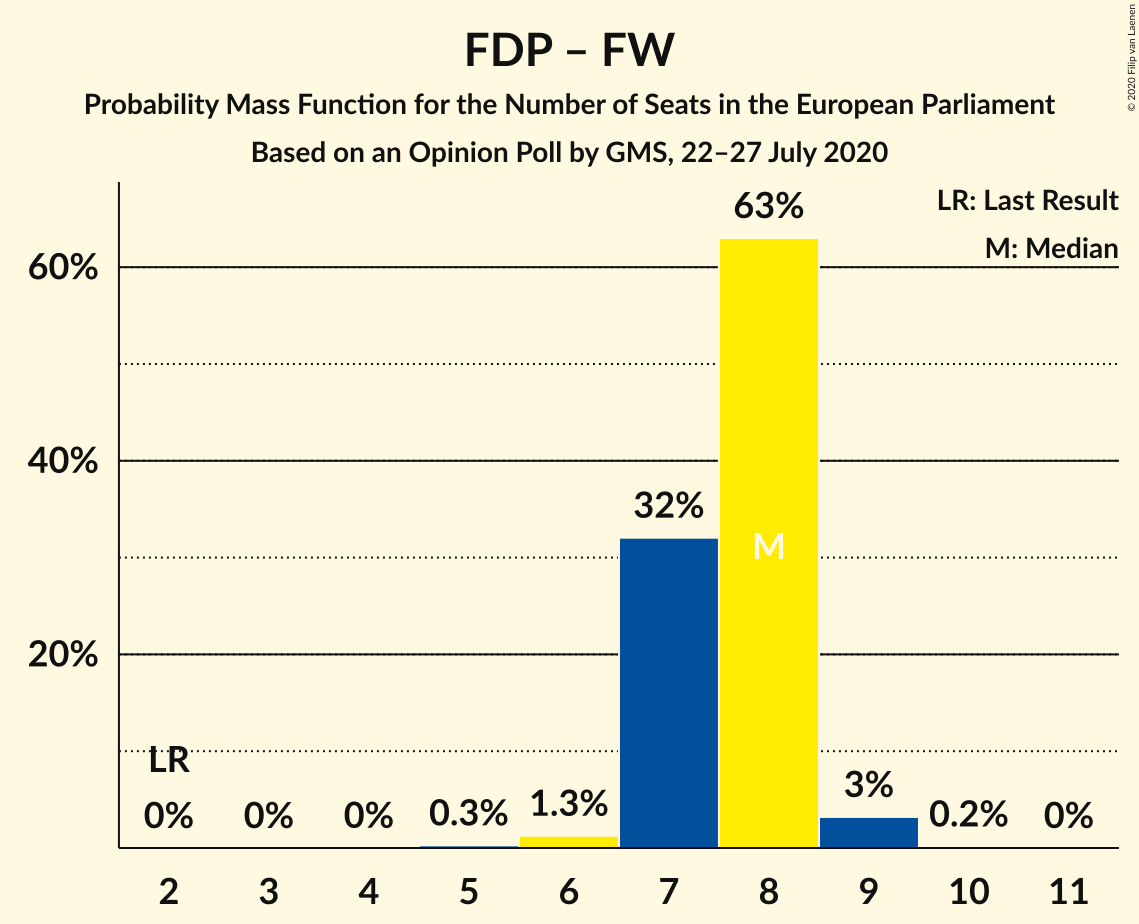 FDP – FW
Probability Mass Function for the Number of Seats in the European Parliament
Based on an Opinion Poll by GMS, 22–27 July 2020
© 2020 Filip van Laenen
LR: Last Result
M: Median
63%
60%
32%
40%
M
20%
LR
0%
0%
0%
0.3%
1.3%
3%
0.2%
0%
2
3
4
5
6
7
8
9
10
11